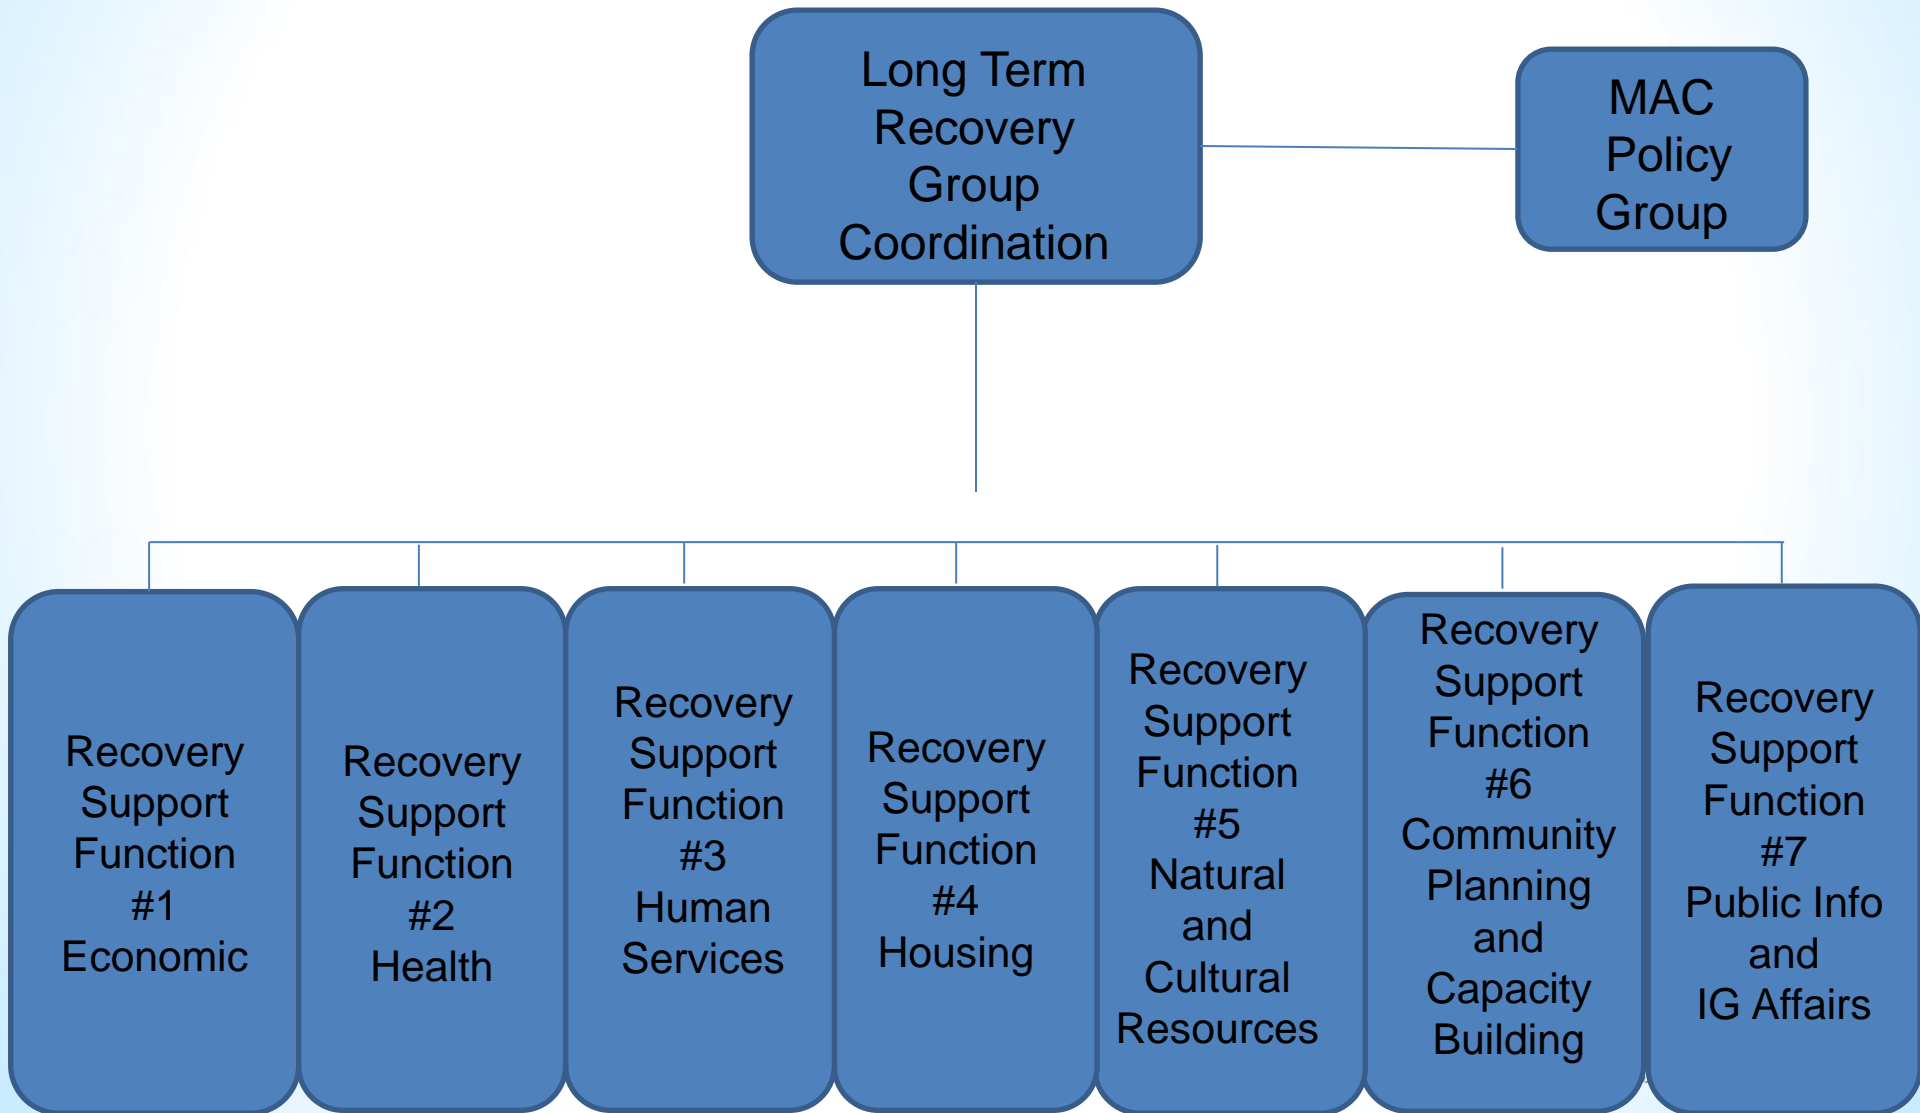 Long Term
Recovery
Group
Coordination
MAC
Policy
Group
Recovery
Support
Function
#1
Economic
Recovery
Support
Function
#2
Health
Recovery
Support
Function
#3
Human
Services
Recovery
Support
Function
#4
Housing
Recovery
Support
Function
#5
Natural
and
Cultural
Resources
Recovery
Support
Function
#6
Community
Planning
and
Capacity
Building
Recovery
Support
Function
#7
Public Info
and
IG Affairs